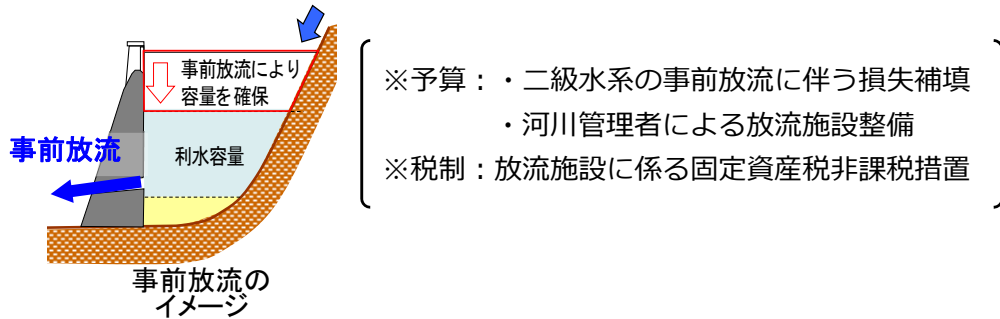 事前放流により
容量を確保
事前放流
利水容量
事前放流の
イメージ
※予算：・二級水系の事前放流に伴う損失補填
・河川管理者による放流施設整備
※税制：放流施設に係る固定資産税非課税措置